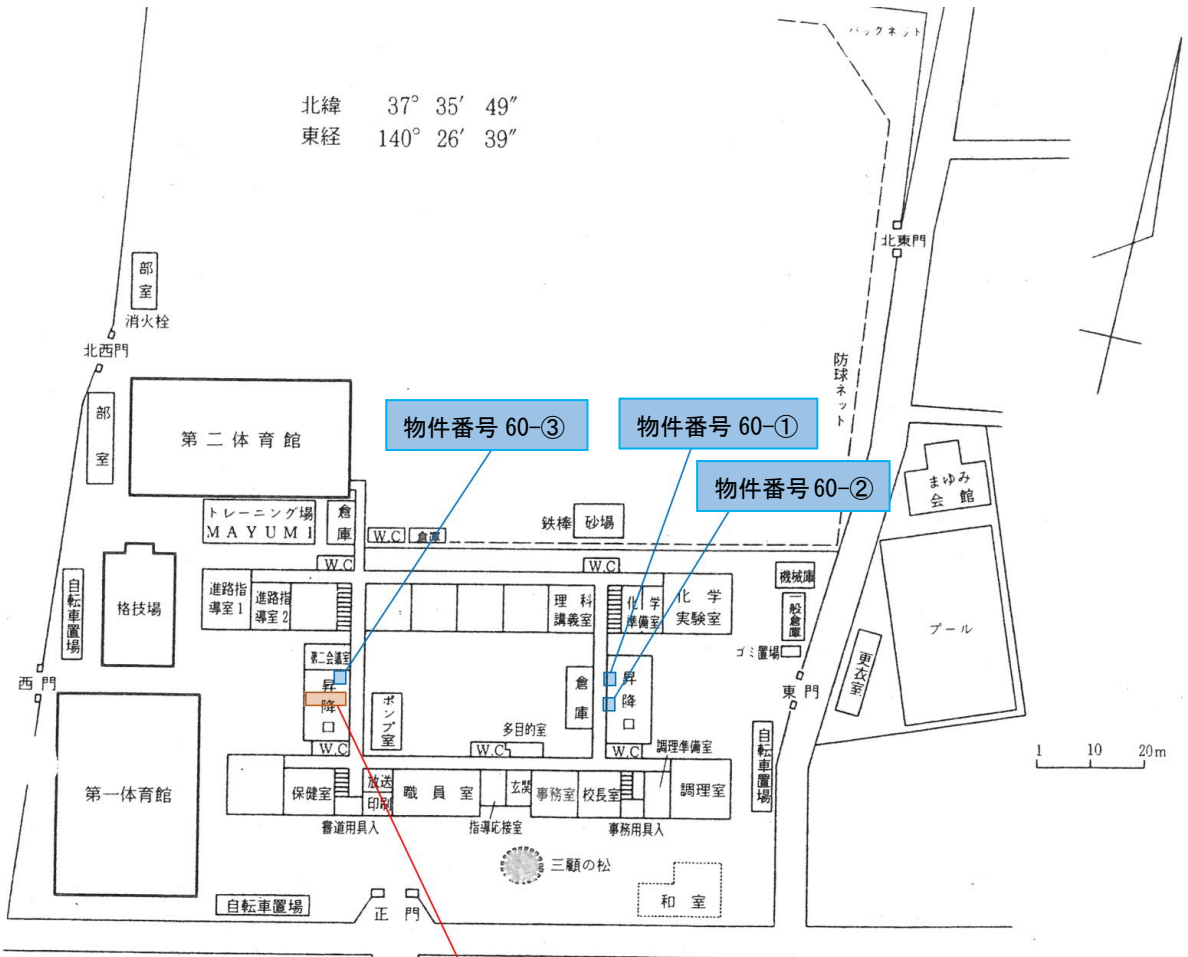 バックネット
北緯 37° 35′ 49″
東経 140° 26′ 39″
北東門
部室
消火栓
北西門
防球ネット
部室
第二体育館
物件番号 60-③
物件番号 60-①
物件番号 60-②
まゆみ
会館
トレーニング場
MAYUMI
倉庫
W.C
倉庫
鉄棒
砂場
W.C
W.C
機械庫
自転車置場
格技場
進路指
導室1
進路指
導室2
理科
講義室
化学
準備室
化学
実験室
一般倉庫
プール
ゴミ置場
更衣室
第二会議室
昇降口
倉庫
昇降口
西門
東門
ポンプ室
多目的室
W.C
W.C
W.C
調理準備室
自転車置場
1 10 20m
第一体育館
保健室
放送
印刷
職員室
玄関
事務室
校長室
調理室
書道用具入
指導応接室
事務用具入
三顧の松
和室
自転車置場
正門